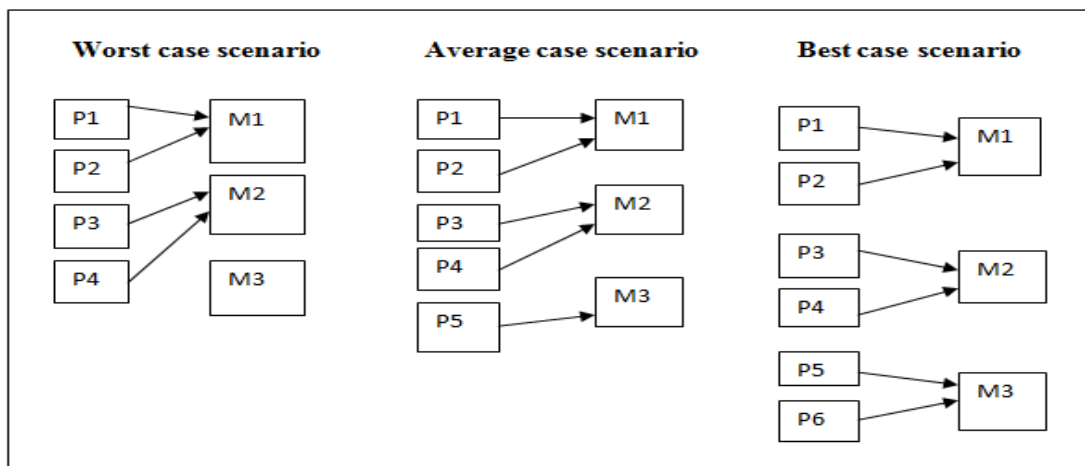 Worst case scenario
P1
M1
P2
M2
P3
P4
M3
Average case scenario
P1
M1
P2
M2
P3
P4
M3
P5
Best case scenario
P1
M1
P2
P3
M2
P4
P5
M3
P6